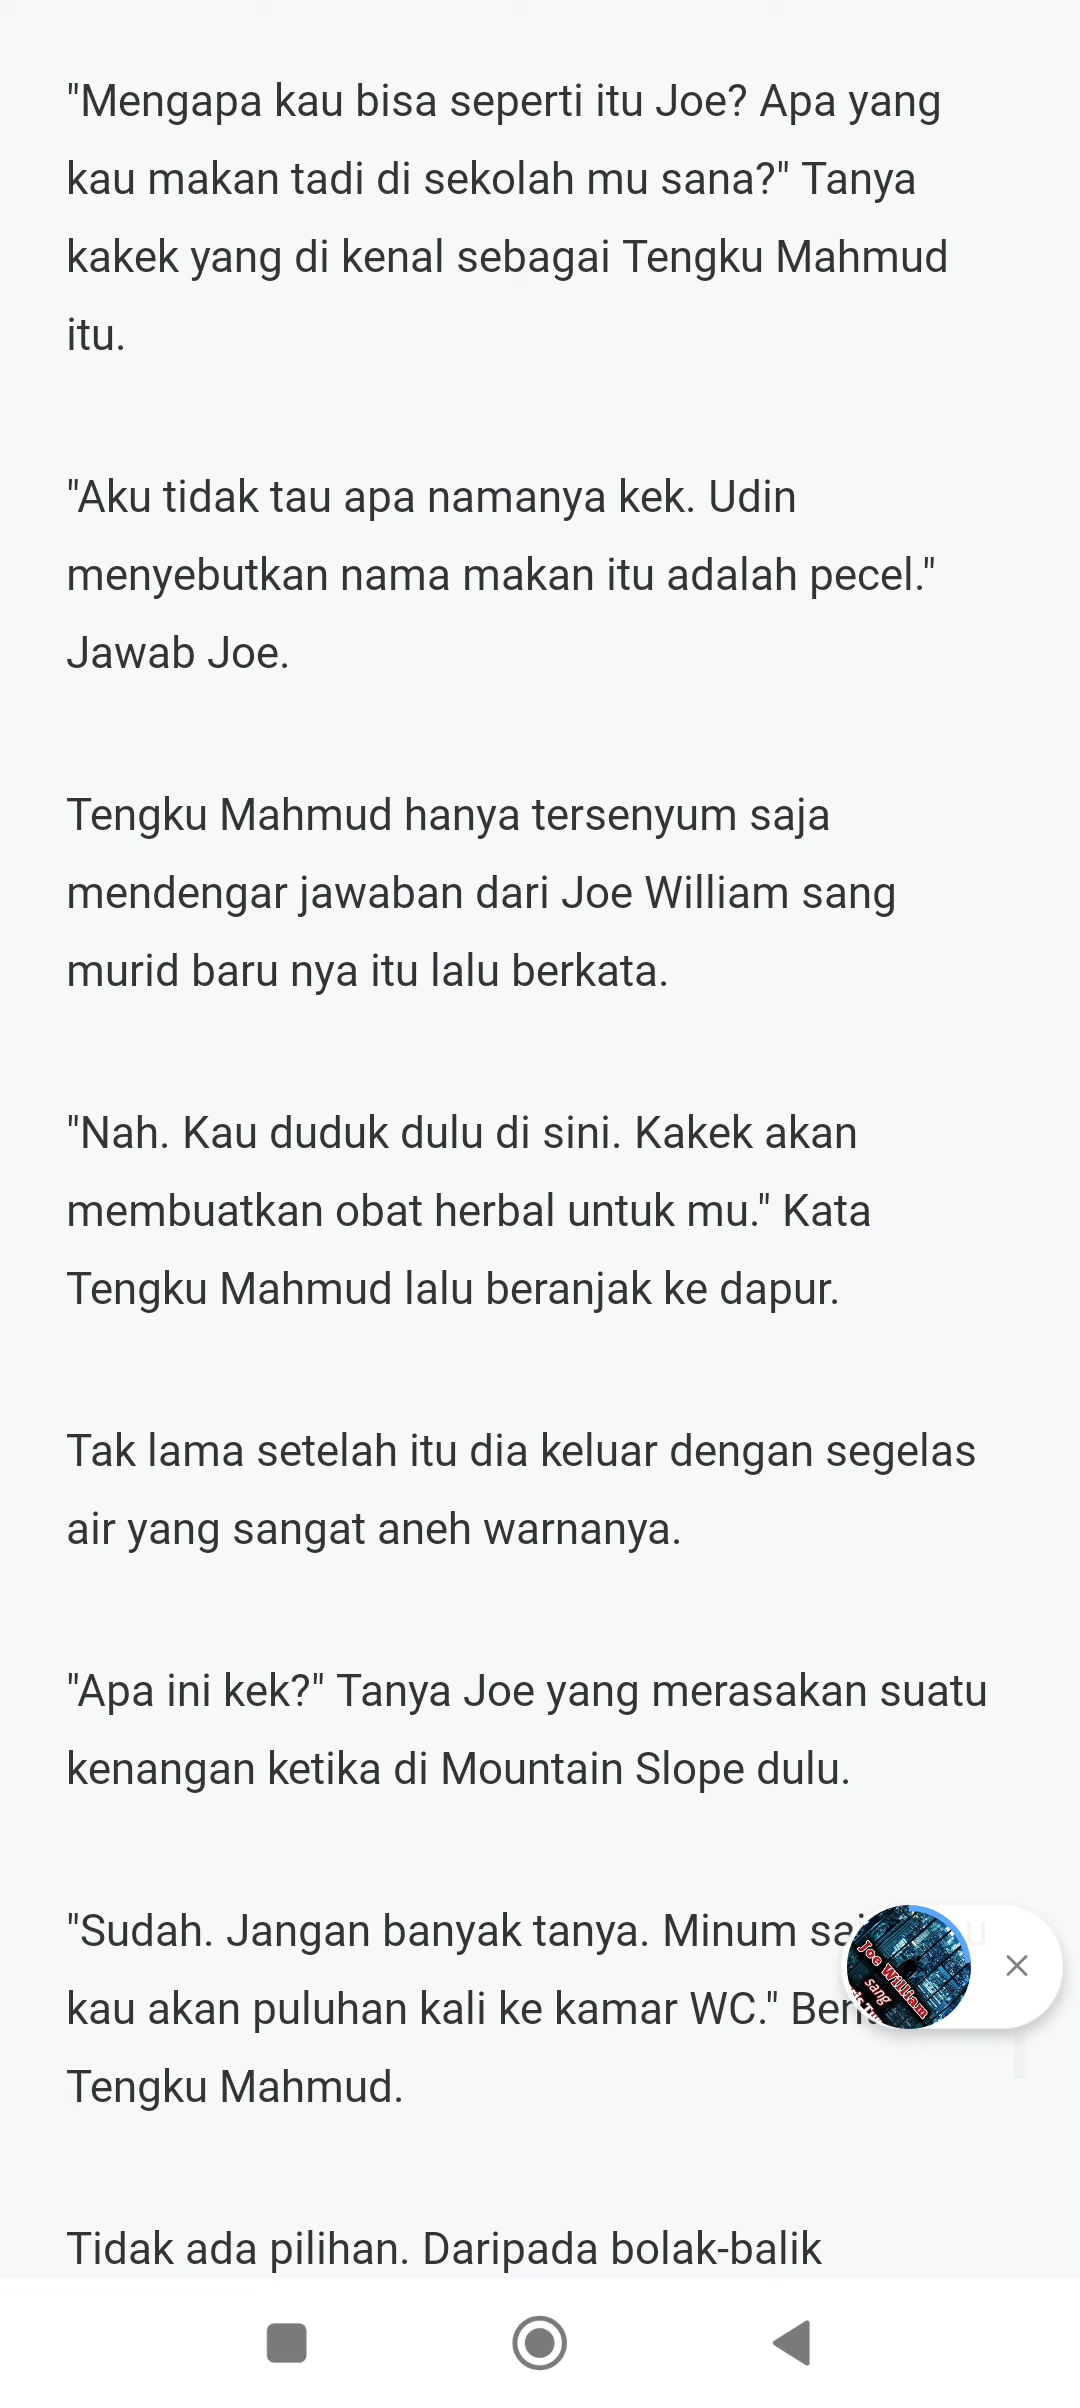 "Mengapa kau bisa seperti itu Joe? Apa yang
kau makan tadi di sekolah mu sana?" Tanya
kakek yang di kenal sebagai Tengku Mahmud
itu.
"Aku tidak tau apa namanya kek. Udin
menyebutkan nama makan itu adalah pecel."
Jawab Joe.
Tengku Mahmud hanya tersenyum saja
mendengar jawaban dari Joe William sang
murid baru nya itu lalu berkata.
"Nah. Kau duduk dulu di sini. Kakek akan
membuatkan obat herbal untuk mu." Kata
Tengku Mahmud lalu beranjak ke dapur.
Tak lama setelah itu dia keluar dengan segelas
air yang sangat aneh warnanya.
"Apa ini kek?" Tanya Joe yang merasakan suatu
kenangan ketika di Mountain Slope dulu.
"Sudah. Jangan banyak tanya. Minum
kau akan puluhan kali ke kamar WC."
Tengku Mahmud.
Joe William
sang
Tidak ada pilihan. Daripada bolak-balik